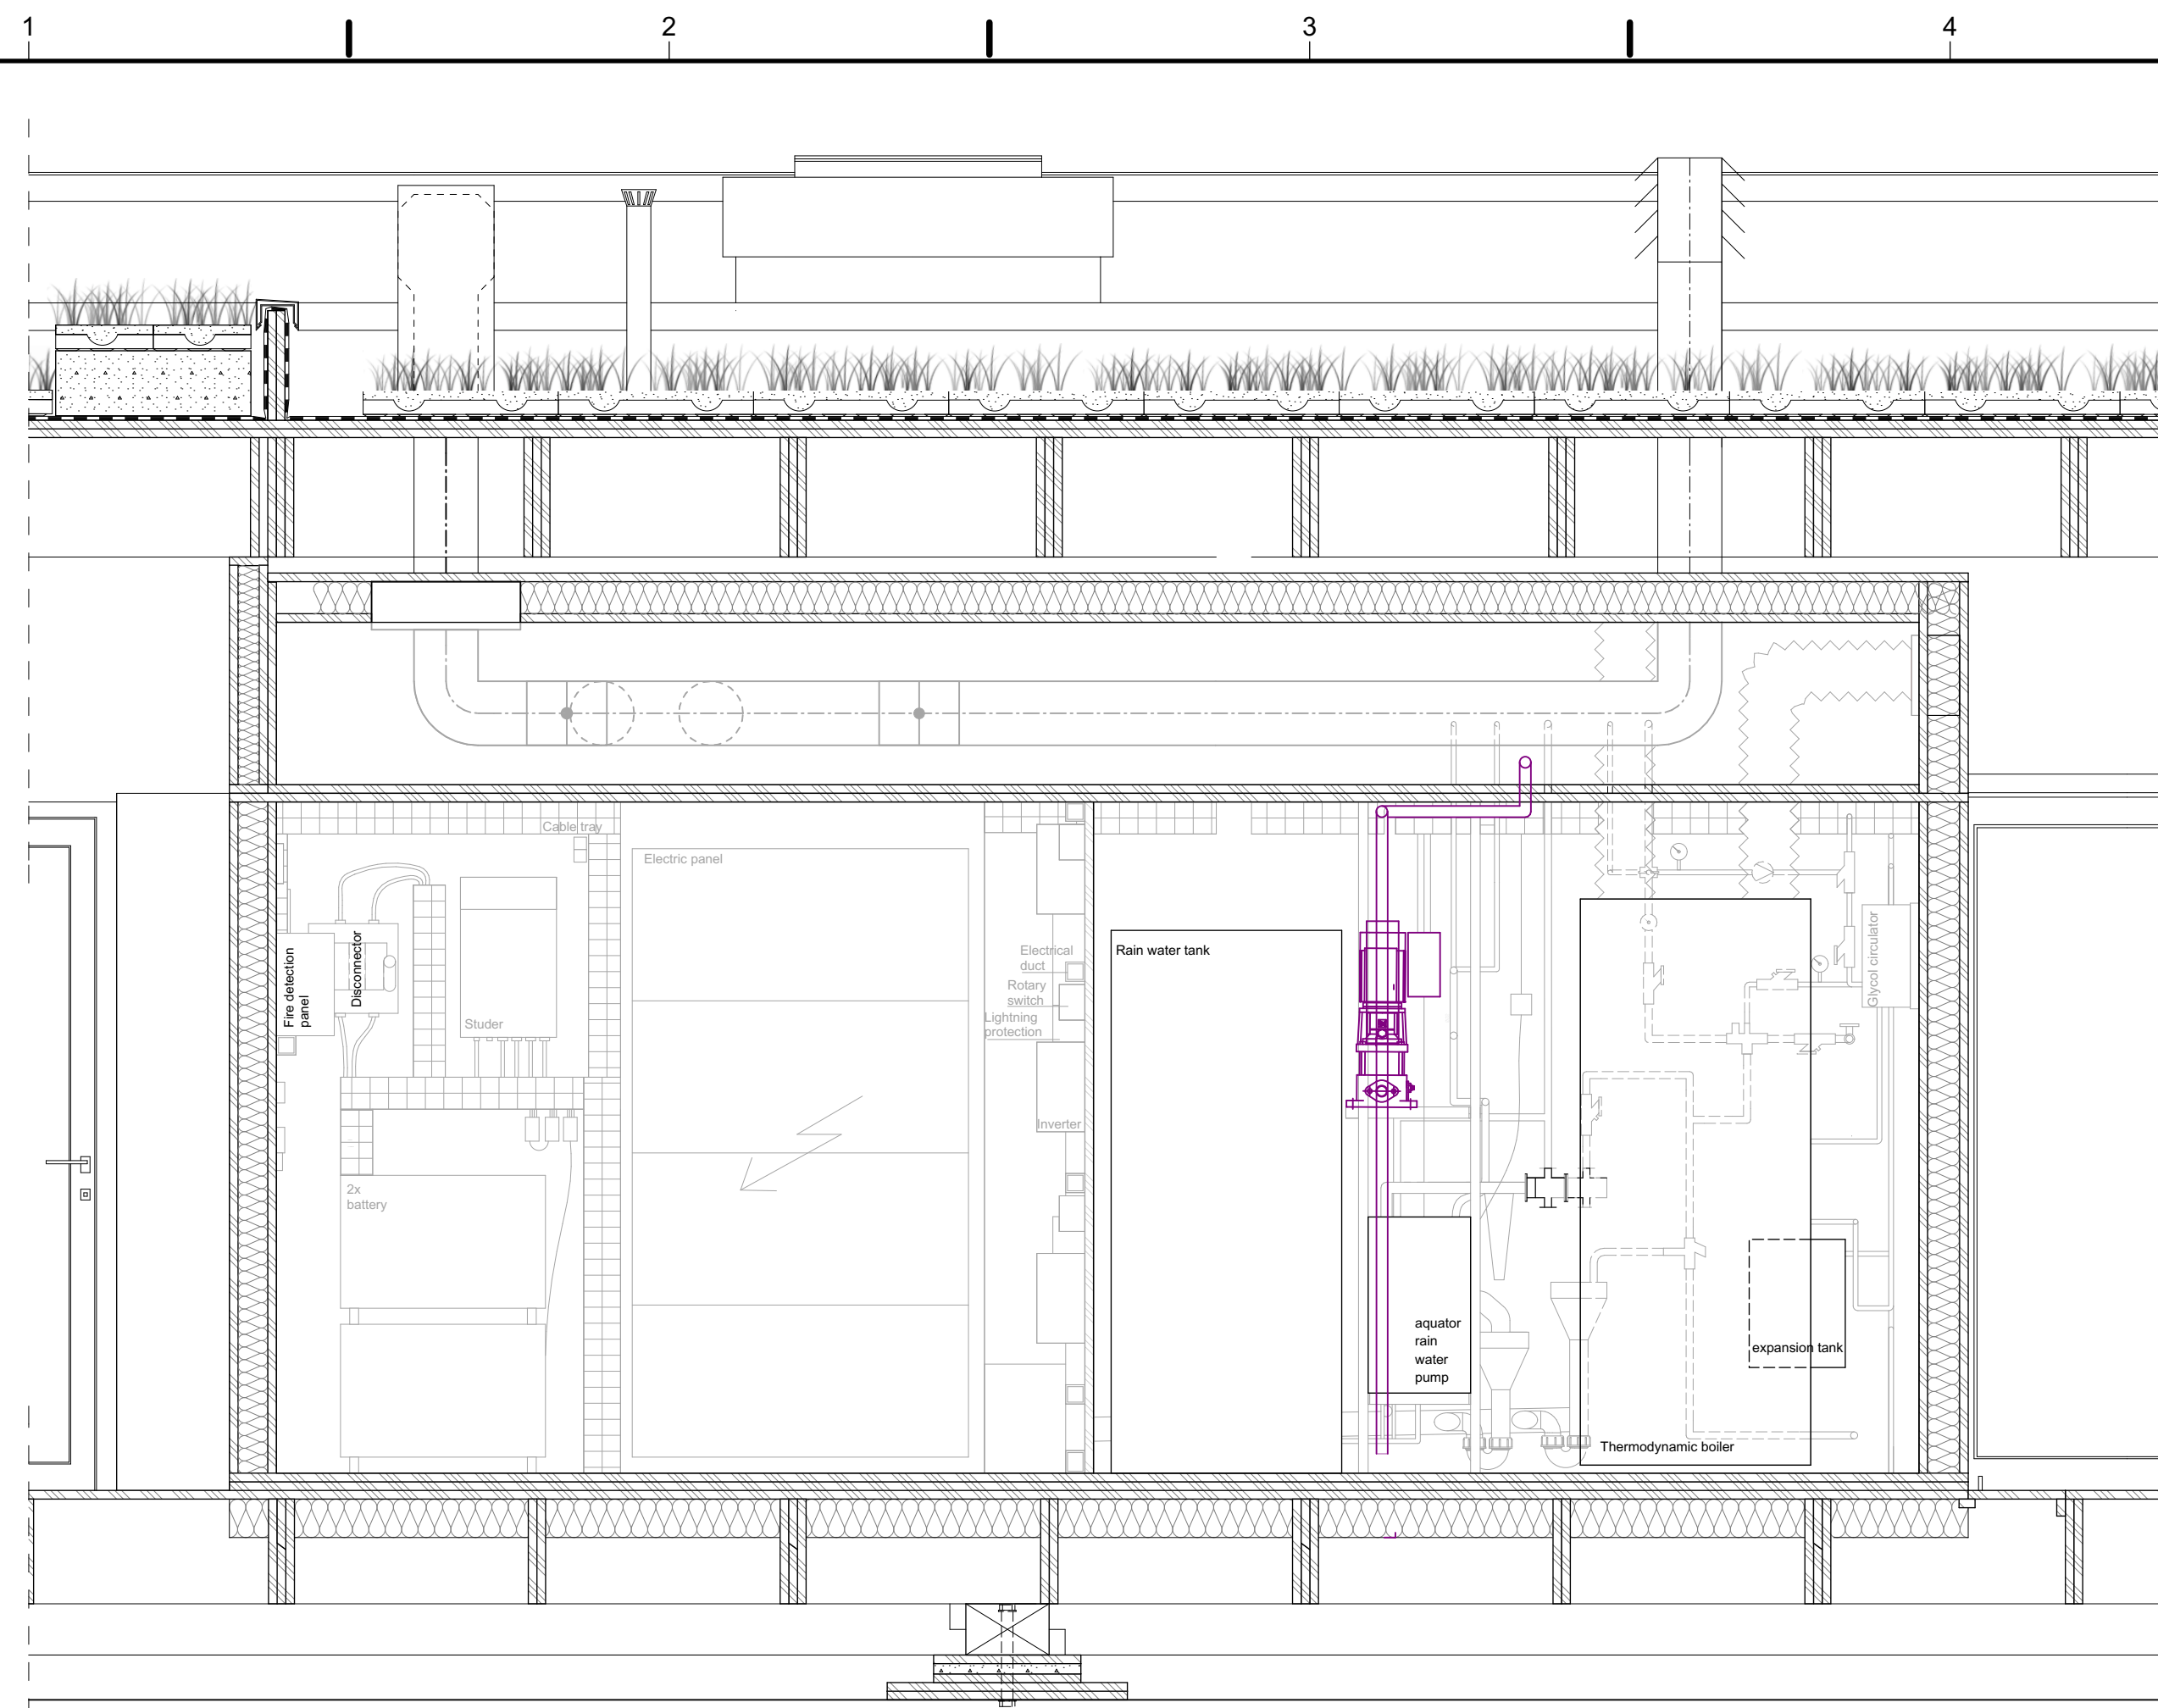 1
2
3
4
Cable tray
Electric panel
Fire detection
panel
Disconnector
Studer
Electrical
duct
Rotary
switch
Lightning
protection
Inverter
2x
battery
Rain water tank
Glycol circulator
aquator
rain
water
pump
expansion tank
Thermodynamic boiler